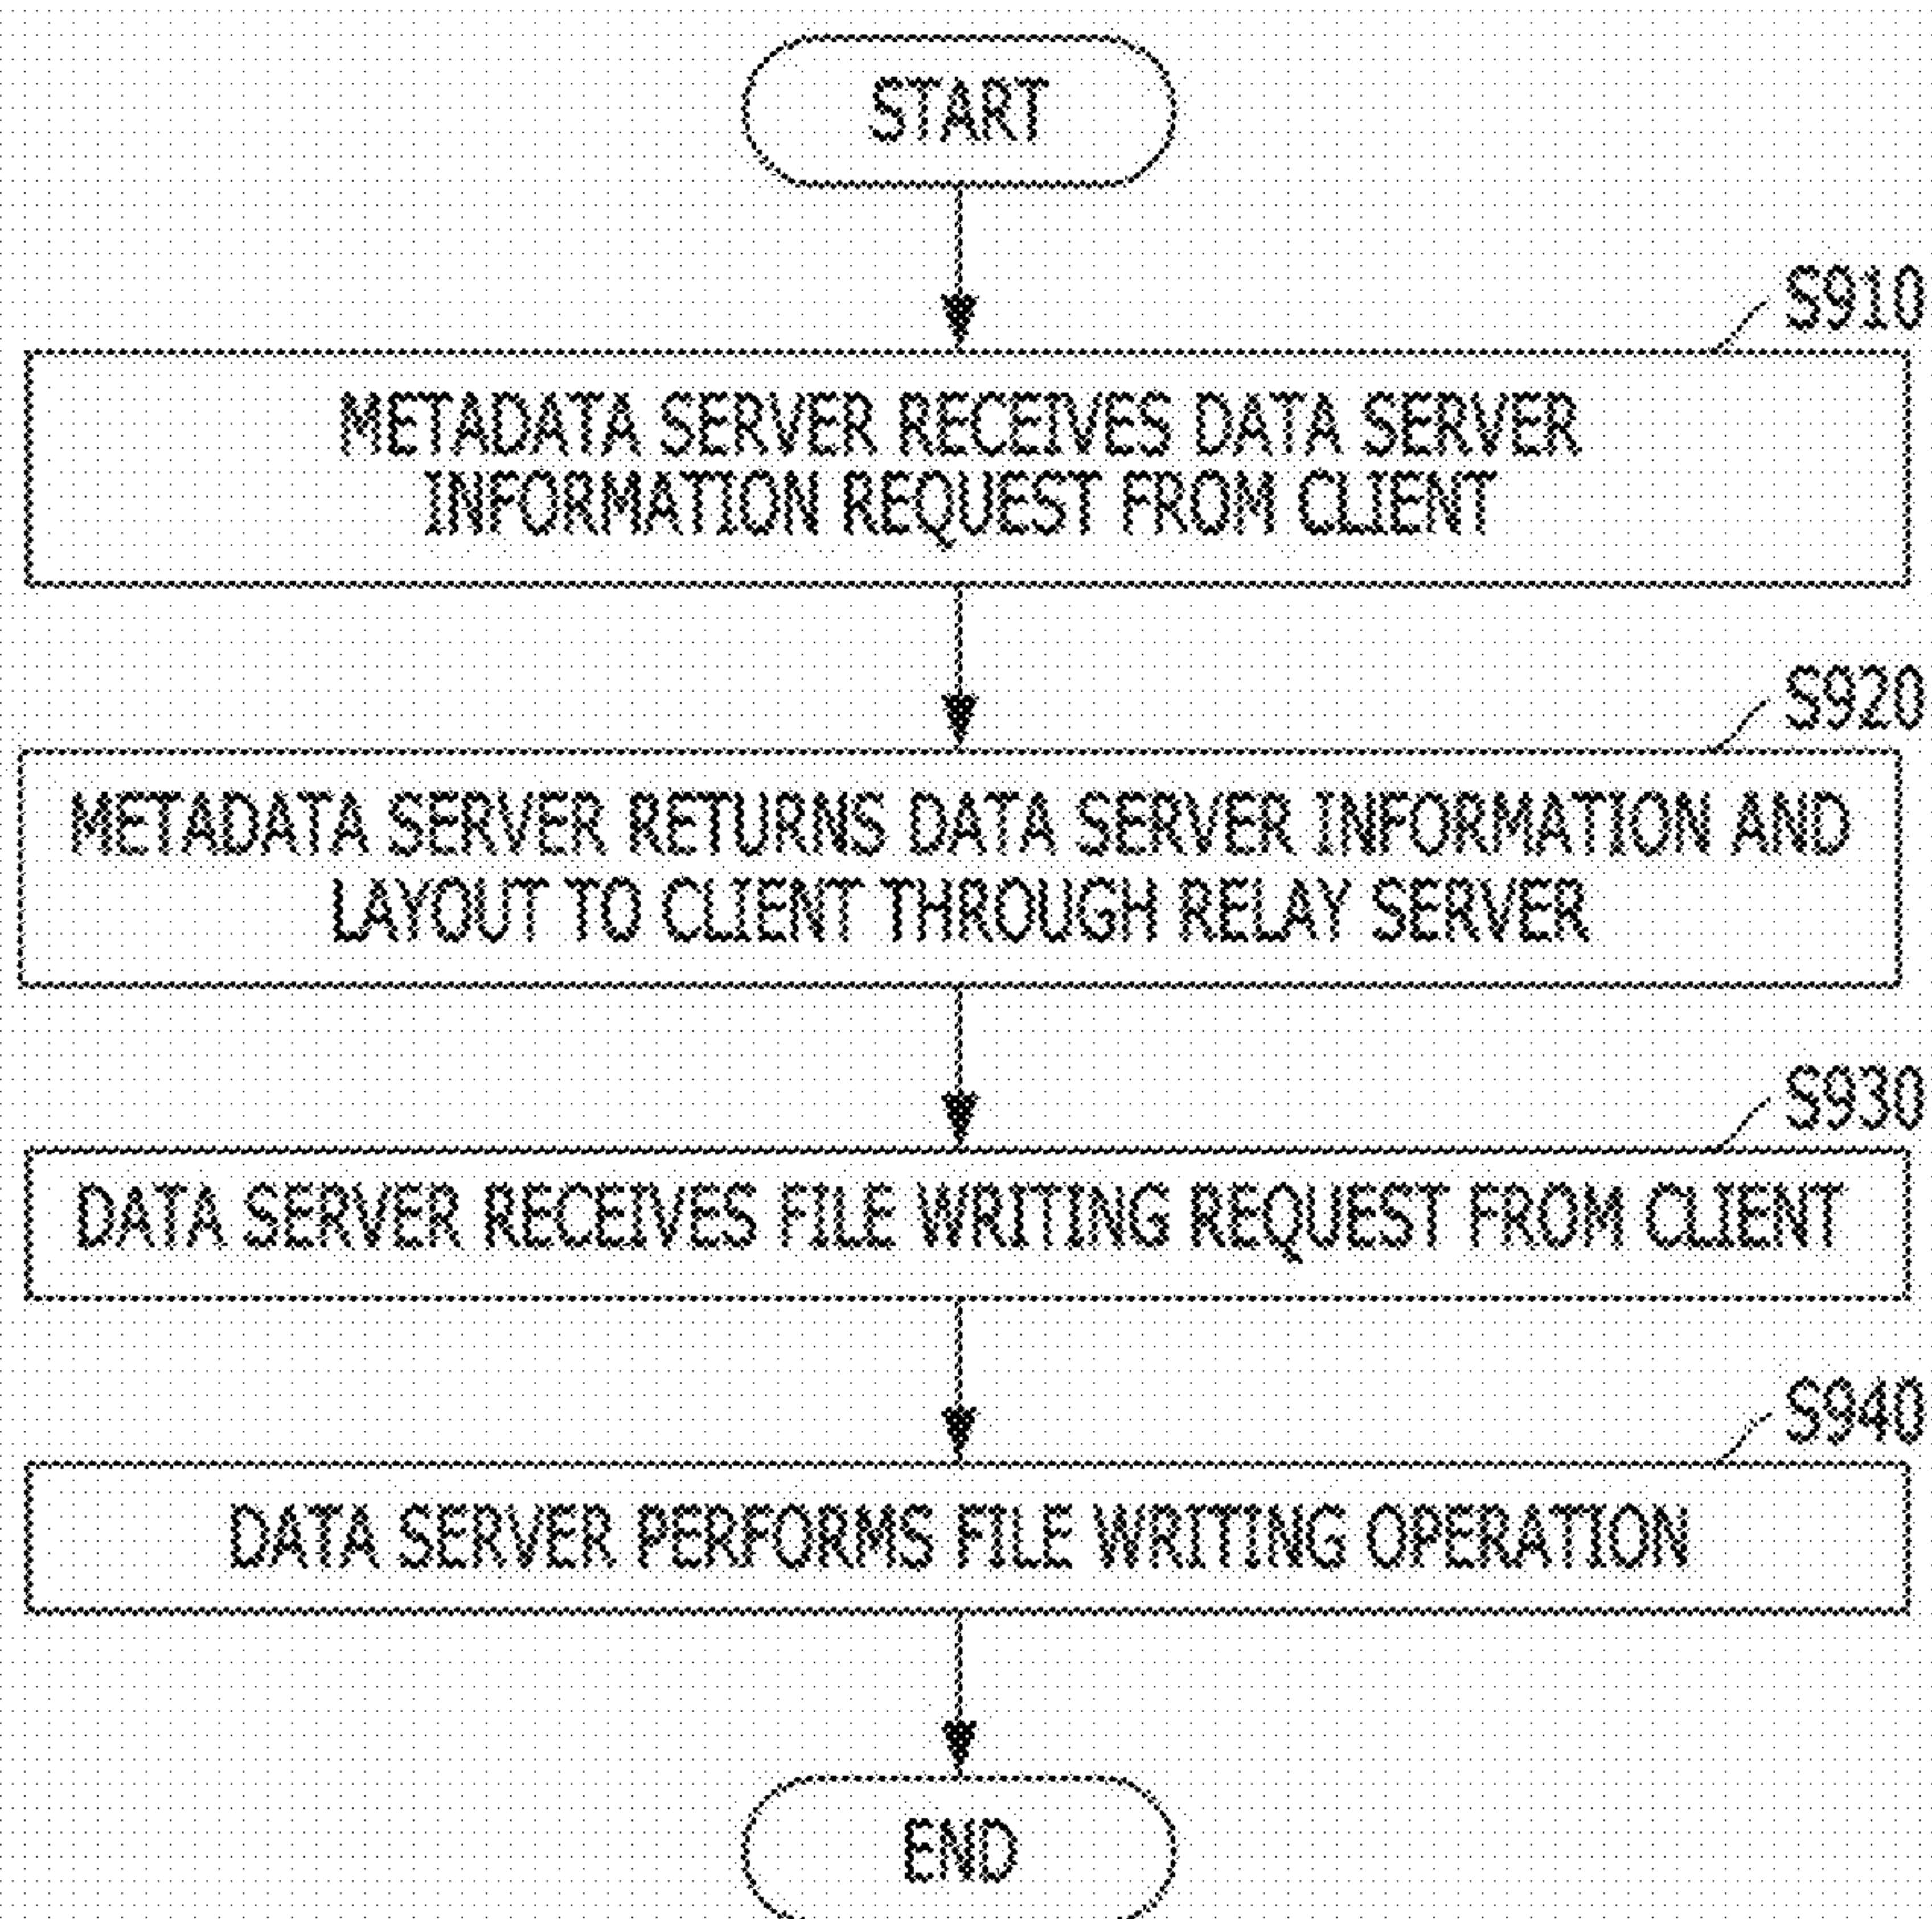 START
S910
METADATA SERVER RECEIVES DATA SERVER
INFORMATION REQUEST FROM CLIENT
S920
METADATA SERVER RETURNS DATA SERVER INFORMATION AND
LAYOUT TO CLIENT THROUGH RELAY SERVER
S930
DATA SERVER RECEIVES FILE WRITING REQUEST FROM CLIENT
S940
DATA SERVER PERFORMS FILE WRITING OPERATION
END